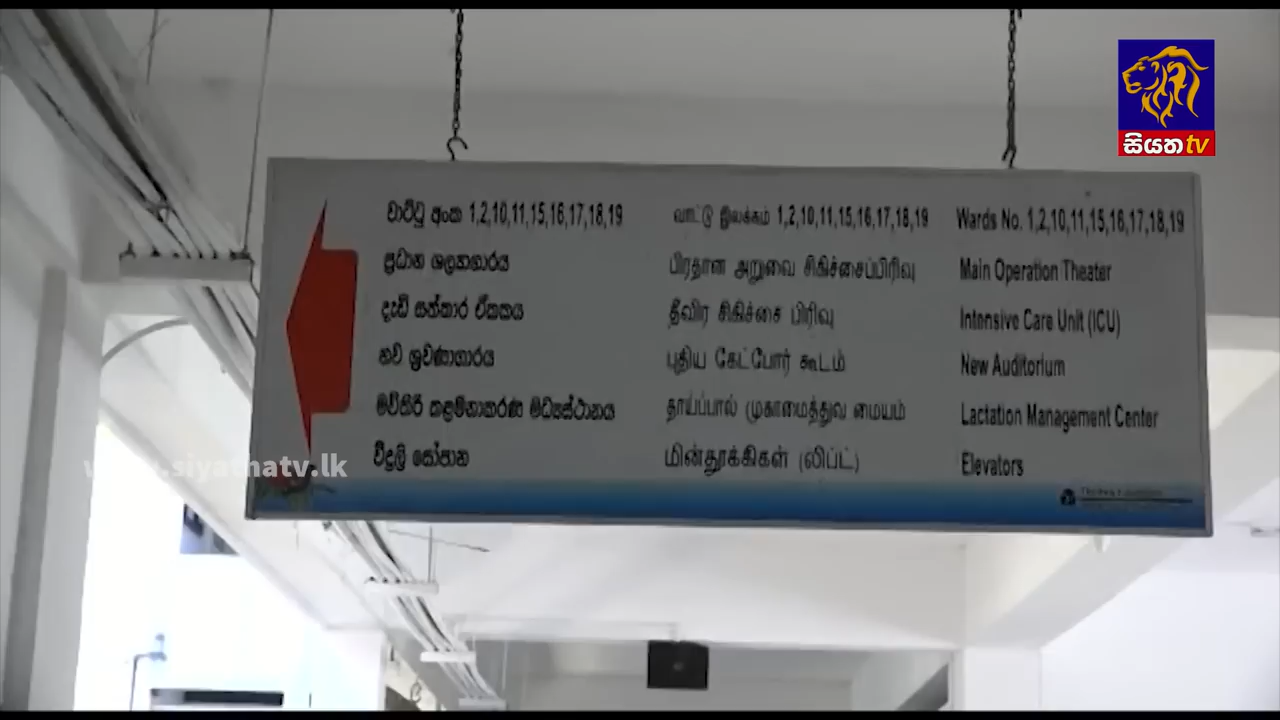 සියත tv
වාට්ටු අංක 1,2,10,11,15,16,17,18,19 வாட்டு இலக்கம் 1,2,10,11,15,16,17,18,19 Wards No. 1,2,10,11,15,16,17,18,19
ප්‍රධාන ශල්‍යාගාරය பிரதான அறுவை சிகிச்சைப்பிரிவு Main Operation Theater
දැඩි සත්කාර ඒකකය தீவிர சிகிச்சை பிரிவு Intensive Care Unit (ICU)
නව ශ්‍රවණාගාරය புதிய கேட்போர் கூடம் New Auditorium
මව්කිරි කළමනාකරණ මධ්‍යස්ථානය தாய்ப்பால் முகாமைத்துவ மையம் Lactation Management Center
විදුලි සෝපාන மின்தூக்கிகள் (லிப்ட்) Elevators
www.siyathatv.lk